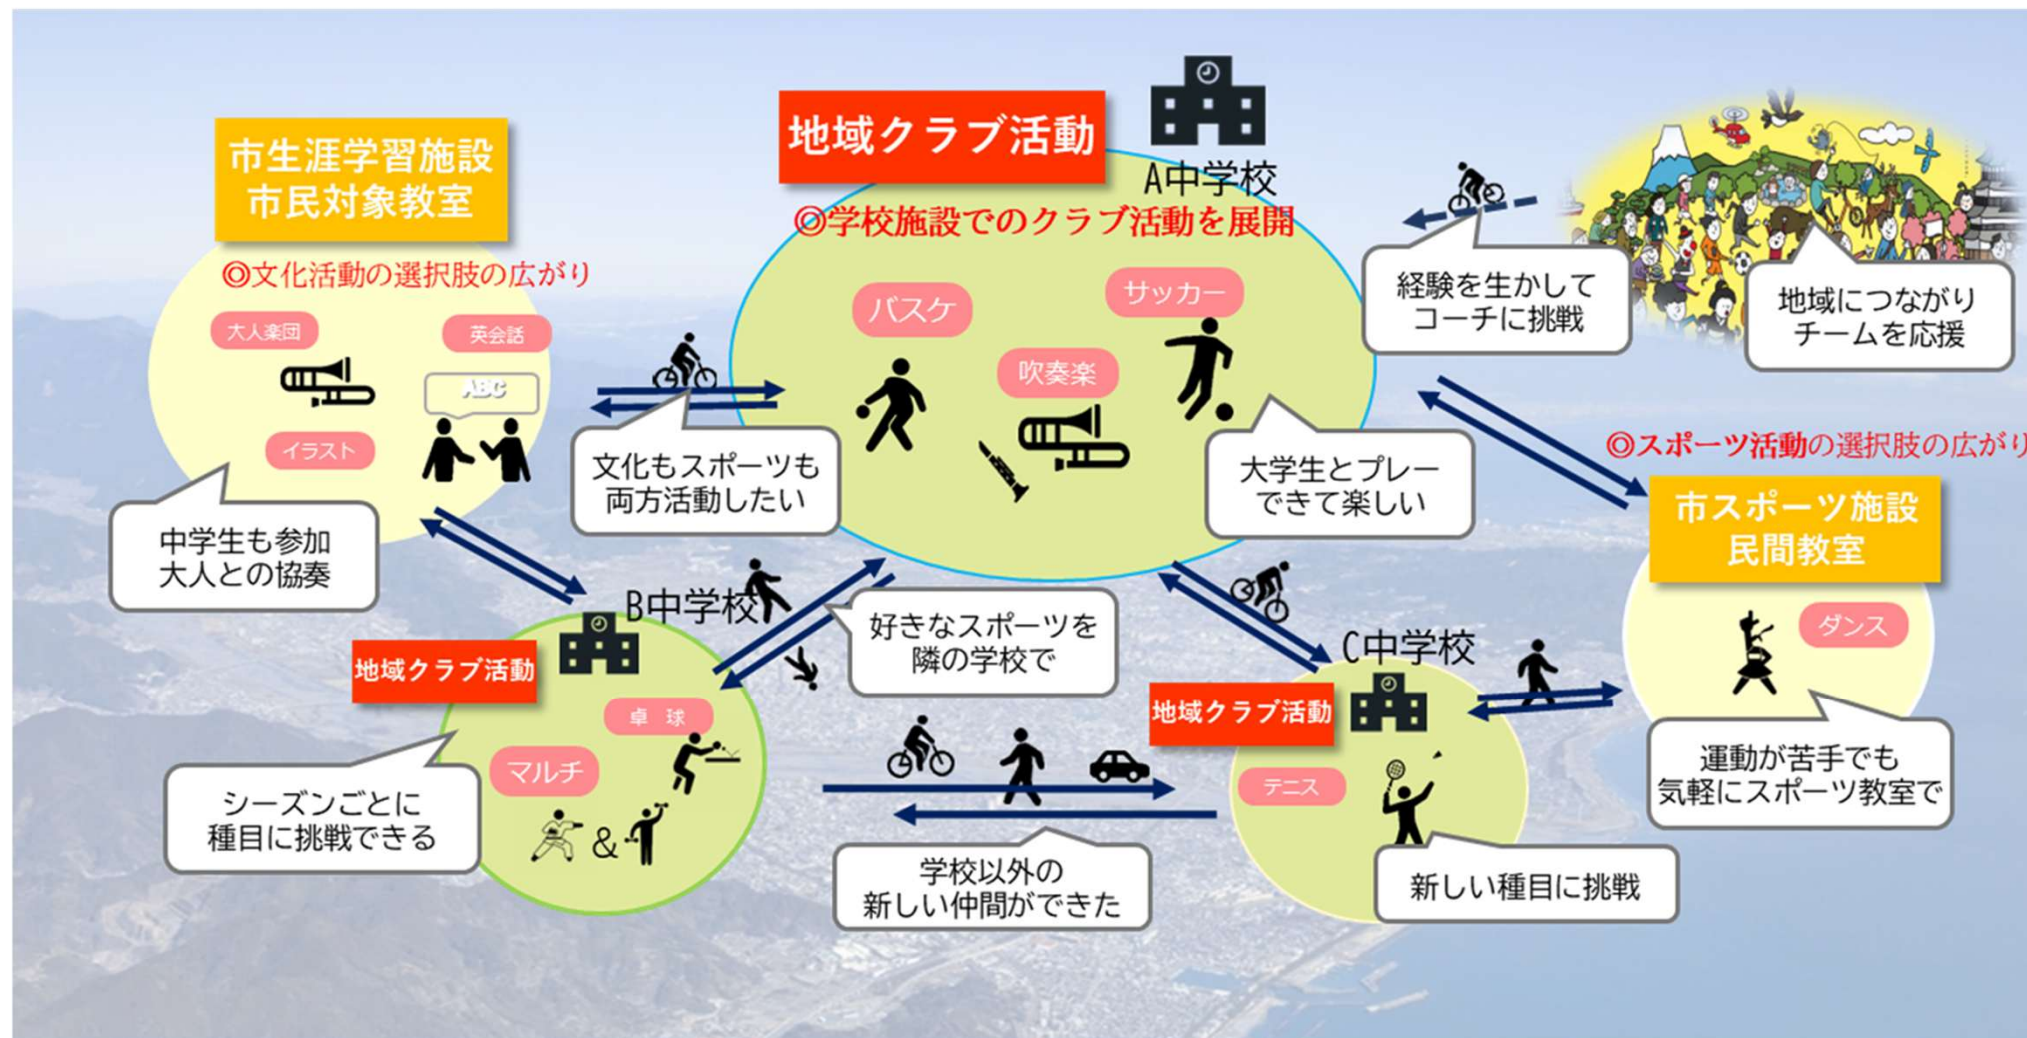 地域クラブ活動
A中学校
◎学校施設でのクラブ活動を展開
バスケ
サッカー
吹奏楽
大学生とプレー
できて楽しい
市生涯学習施設
市民対象教室
◎文化活動の選択肢の広がり
大人楽団
英会話
ABC
イラスト
中学生も参加
大人との協奏
文化もスポーツも
両方活動したい
経験を生かして
コーチに挑戦
地域につながり
チームを応援
◎スポーツ活動の選択肢の広がり
市スポーツ施設
民間教室
ダンス
運動が苦手でも
気軽にスポーツ教室で
B中学校
地域クラブ活動
卓 球
マルチ
&
シーズンごとに
種目に挑戦できる
好きなスポーツを
隣の学校で
学校以外の
新しい仲間ができた
C中学校
地域クラブ活動
テニス
新しい種目に挑戦